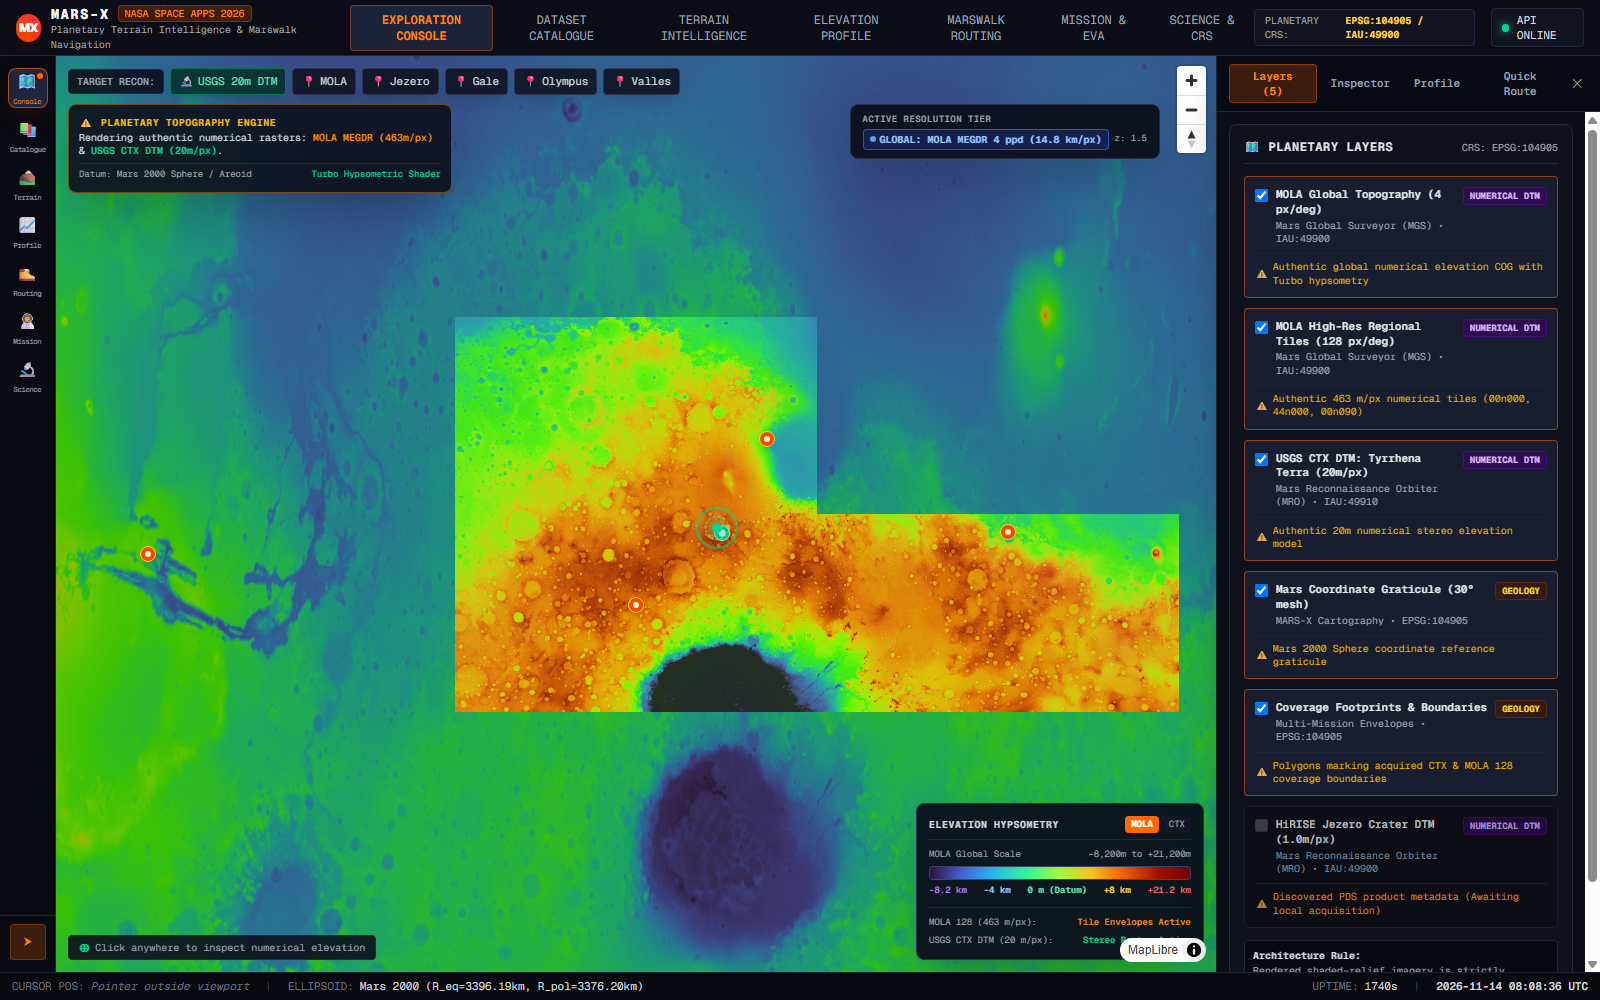 MX
MARS-X NASA SPACE APPS 2026
Planetary Terrain Intelligence & Marswalk
Navigation
EXPLORATION
CONSOLE
DATASET
CATALOGUE
TERRAIN
INTELLIGENCE
ELEVATION
PROFILE
MARSWALK
ROUTING
MISSION &
EVA
SCIENCE &
CRS
PLANETARY
CRS:
EPSG:104905 /
IAU:49900
API
ONLINE
Console
Catalogue
Terrain
Profile
Routing
Mission
Science
TARGET RECON:
USGS 20m DTM
MOLA
Jezero
Gale
Olympus
Valles
PLANETARY TOPOGRAPHY ENGINE
Rendering authentic numerical rasters: MOLA MEGDR (463m/px)
& USGS CTX DTM (20m/px).
Datum: Mars 2000 Sphere / Areoid
Turbo Hypsometric Shader
ACTIVE RESOLUTION TIER
GLOBAL: MOLA MEGDR 4 ppd (14.8 km/px) z: 1.5
ELEVATION HYPSOMETRY
MOLA
CTX
MOLA Global Scale
-8,200m to +21,200m
-8.2 km
-4 km
0 m (Datum)
+8 km
+21.2 km
MOLA 128 (463 m/px):
Tile Envelopes Active
USGS CTX DTM (20 m/px):
Stereo
MapLibre
Click anywhere to inspect numerical elevation
Layers
(5)
Inspector
Profile
Quick
Route
PLANETARY LAYERS
CRS: EPSG:104905
MOLA Global Topography (4
px/deg)
NUMERICAL DTM
Mars Global Surveyor (MGS) •
IAU:49900
Authentic global numerical elevation COG with
Turbo hypsometry
MOLA High-Res Regional
Tiles (128 px/deg)
NUMERICAL DTM
Mars Global Surveyor (MGS) •
IAU:49900
Authentic 463 m/px numerical tiles (00n000,
44n000, 00n090)
USGS CTX DTM: Tyrrhena
Terra (20m/px)
NUMERICAL DTM
Mars Reconnaissance Orbiter
(MRO) • IAU:49910
Authentic 20m numerical stereo elevation
model
Mars Coordinate Graticule (30°
mesh)
GEOLOGY
MARS-X Cartography • EPSG:104905
Mars 2000 Sphere coordinate reference
graticule
Coverage Footprints & Boundaries
GEOLOGY
Multi-Mission Envelopes •
EPSG:104905
Polygons marking acquired CTX & MOLA 128
coverage boundaries
HiRISE Jezero Crater DTM
(1.0m/px)
NUMERICAL DTM
Mars Reconnaissance Orbiter
(MRO) • IAU:49900
Discovered PDS product metadata (Awaiting
local acquisition)
Architecture Rule:
Rendered shaded-relief imagery is strictly
CURSOR POS: Pointer outside viewport | ELLIPSOID: Mars 2000 (R_eq=3396.19km, R_pol=3376.20km)
UPTIME: 1740s | 2026-11-14 08:08:36 UTC